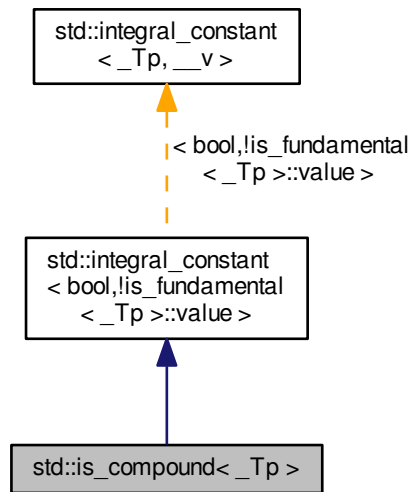 std::integral_constant
< _Tp, __v >
< bool,!is_fundamental
< _Tp >::value >
std::integral_constant
< bool,!is_fundamental
< _Tp >::value >
std::is_compound< _Tp >